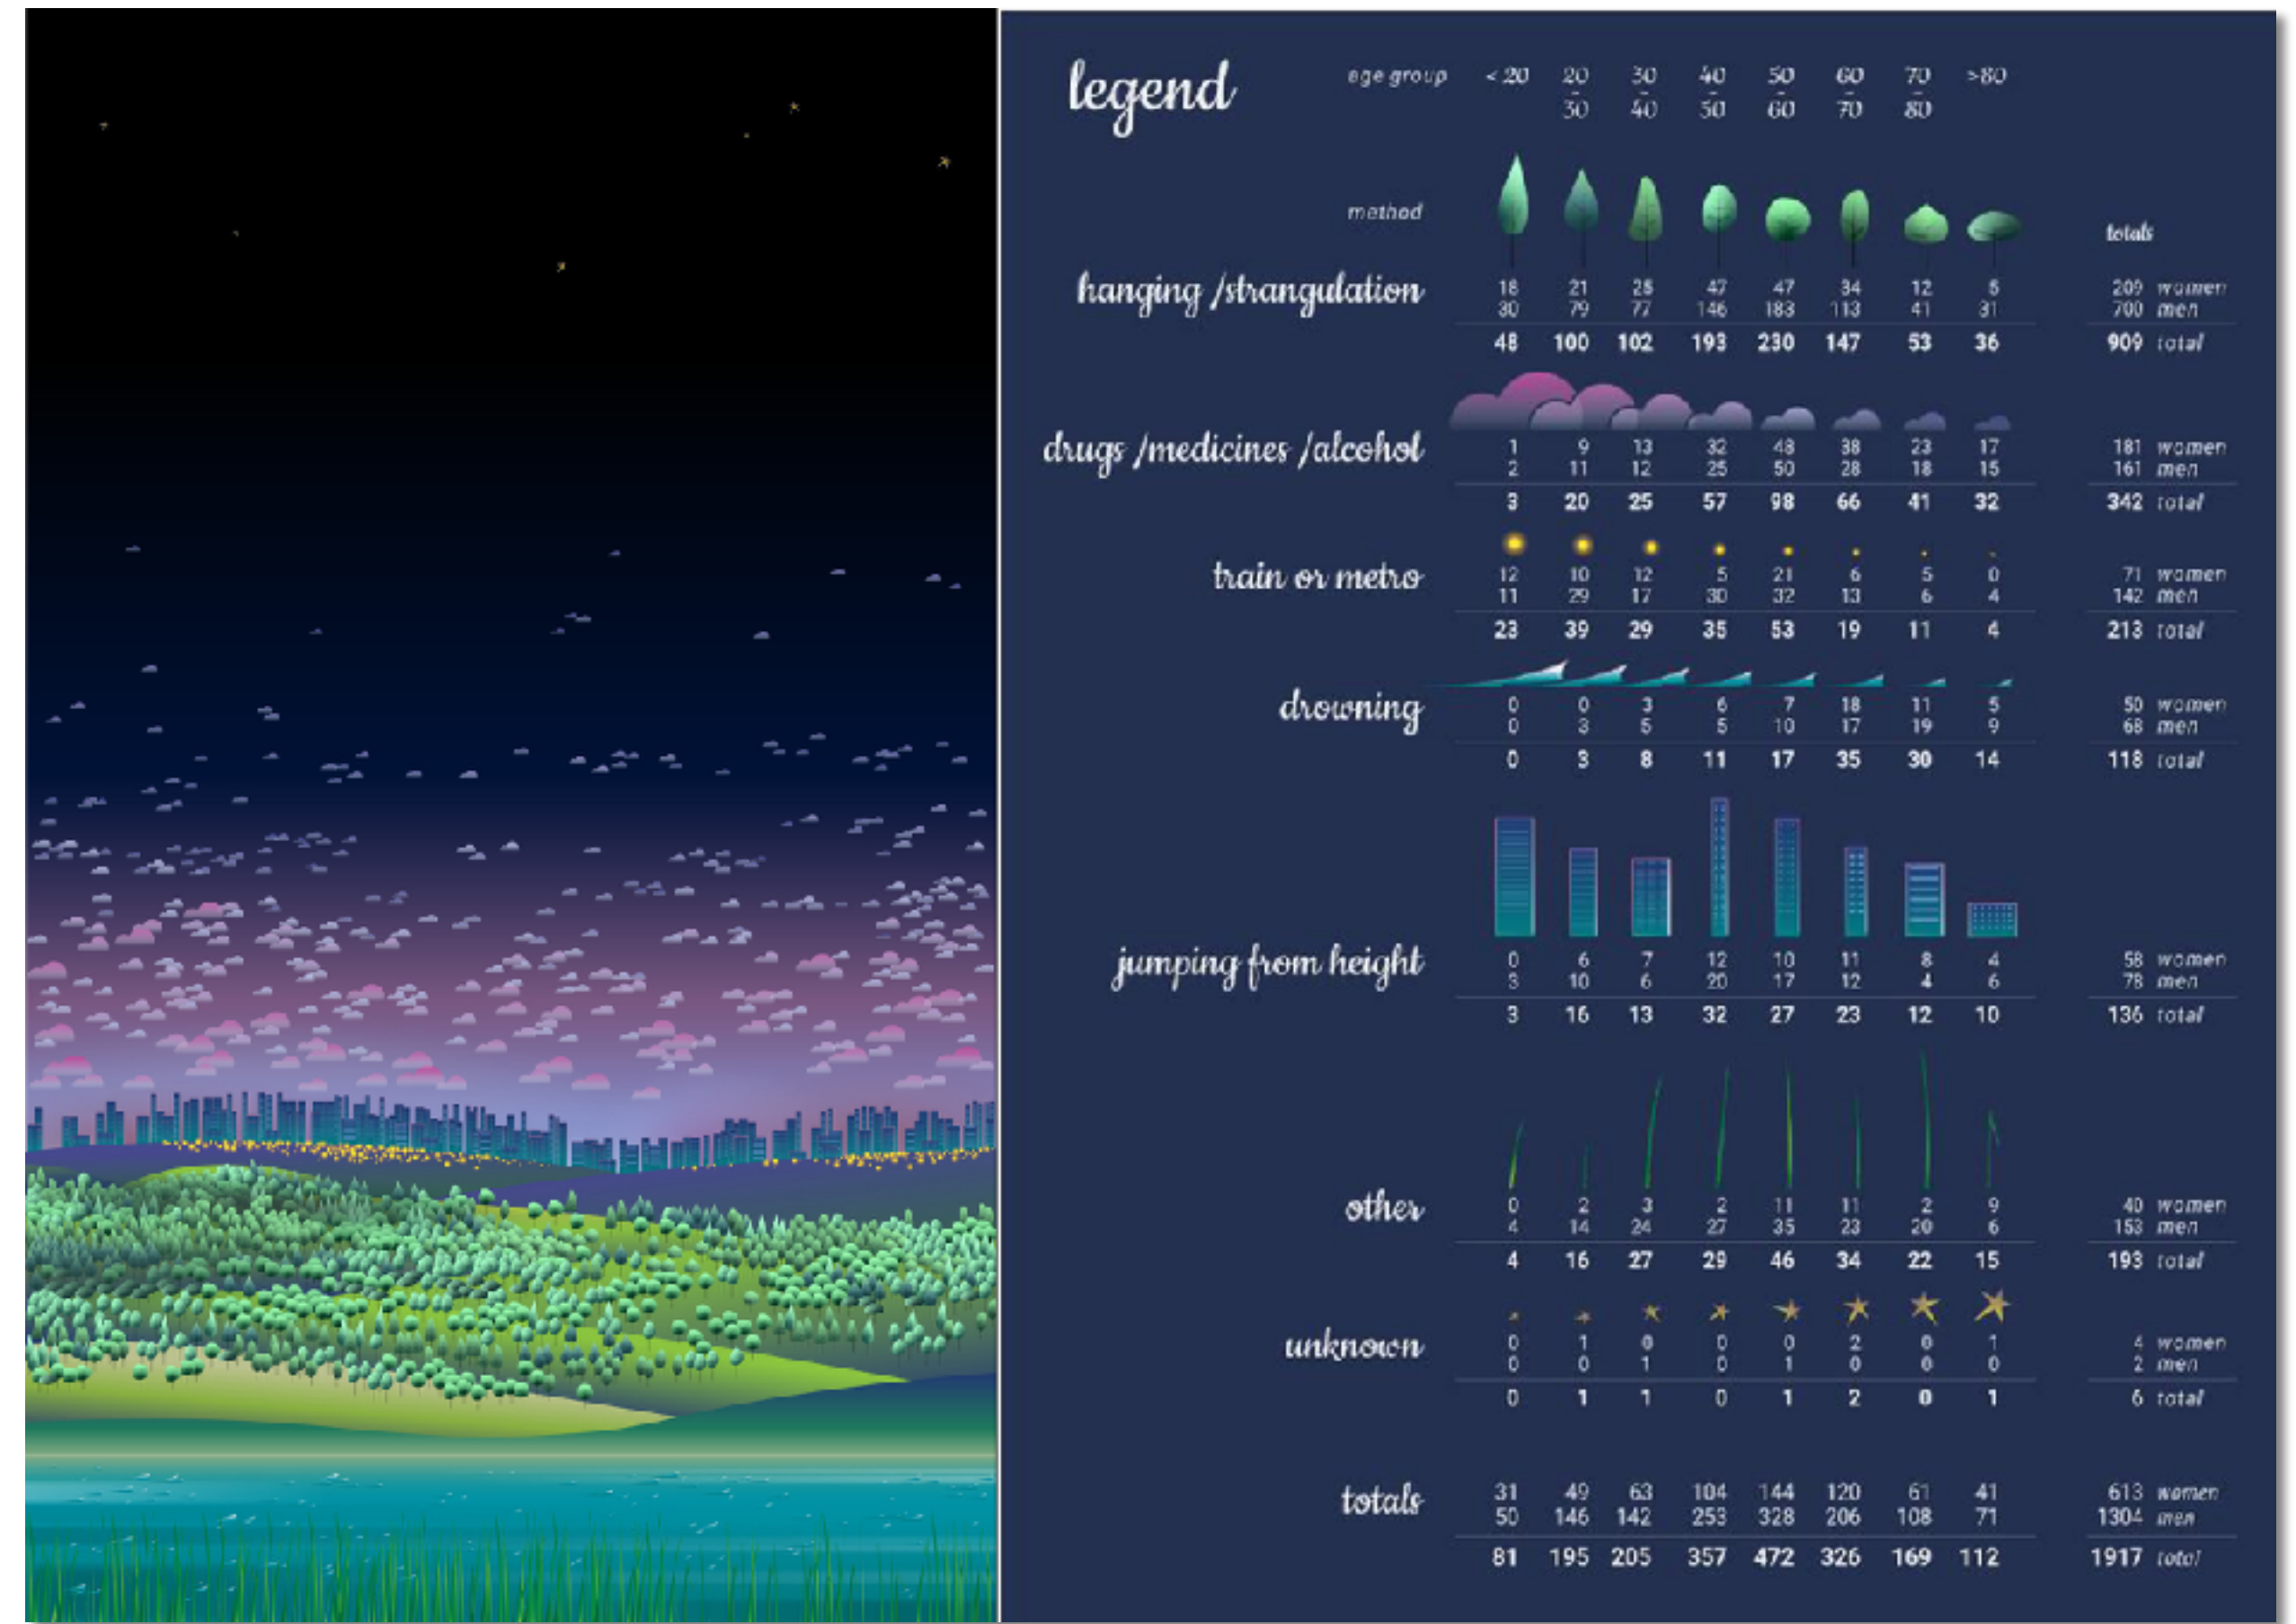 legend
age group < 20 20 - 30 30 - 40 40 - 50 50 - 60 60 - 70 70 - 80 >80
method
totals
hanging /strangulation
18 21 25 47 47 34 12 5 209 women
30 79 77 146 183 113 41 31 700 men
48 100 102 193 230 147 53 36 909 total
drugs /medicines /alcohol
1 9 13 32 48 38 23 17 181 women
2 11 12 25 50 28 18 15 161 men
3 20 25 57 98 66 41 32 342 total
train or metro
12 10 12 5 21 6 5 0 71 women
11 29 17 30 32 13 6 4 142 men
23 39 29 35 53 19 11 4 213 total
drowning
0 0 3 6 7 18 11 5 50 women
0 3 5 5 10 17 19 9 68 men
0 3 8 11 17 35 30 14 118 total
jumping from height
0 6 7 12 10 11 8 4 58 women
3 10 6 20 17 12 4 6 78 men
3 16 13 32 27 23 12 10 136 total
other
0 2 3 2 11 11 2 9 40 women
4 14 24 27 35 23 20 6 153 men
4 16 27 29 46 34 22 15 193 total
unknown
0 1 0 0 0 2 0 1 4 women
0 0 1 0 1 0 0 0 2 men
0 1 1 0 1 2 0 1 6 total
totals
31 49 63 104 144 120 61 41 613 women
50 146 142 253 328 206 108 71 1304 men
81 195 205 357 472 326 169 112 1917 total